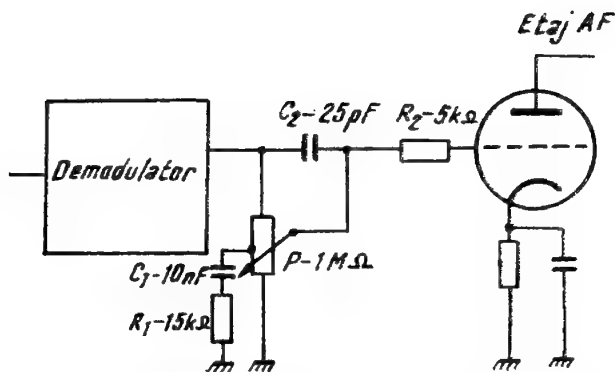 Etaj AF
C2-25pF
R2-5kΩ
Demodulator
C1-10nF
P-1MΩ
R1-15kΩ